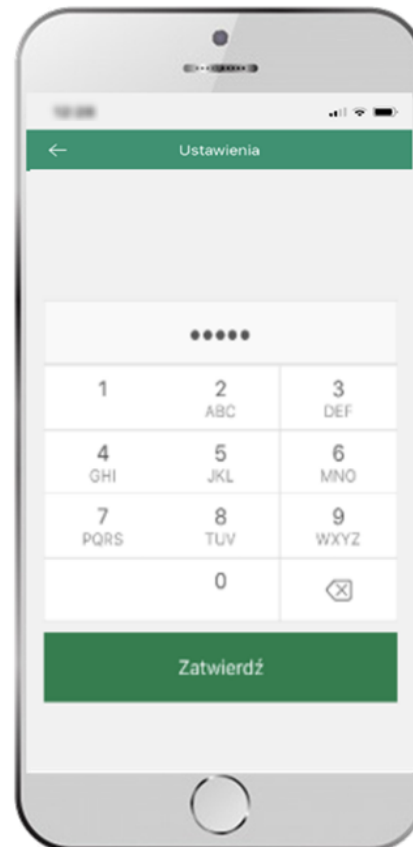 Ustawienia
●●●●●
1 2 3
ABC DEF
4 5 6
GHI JKL MNO
7 8 9
PQRS TUV WXYZ
0
Zatwierdź